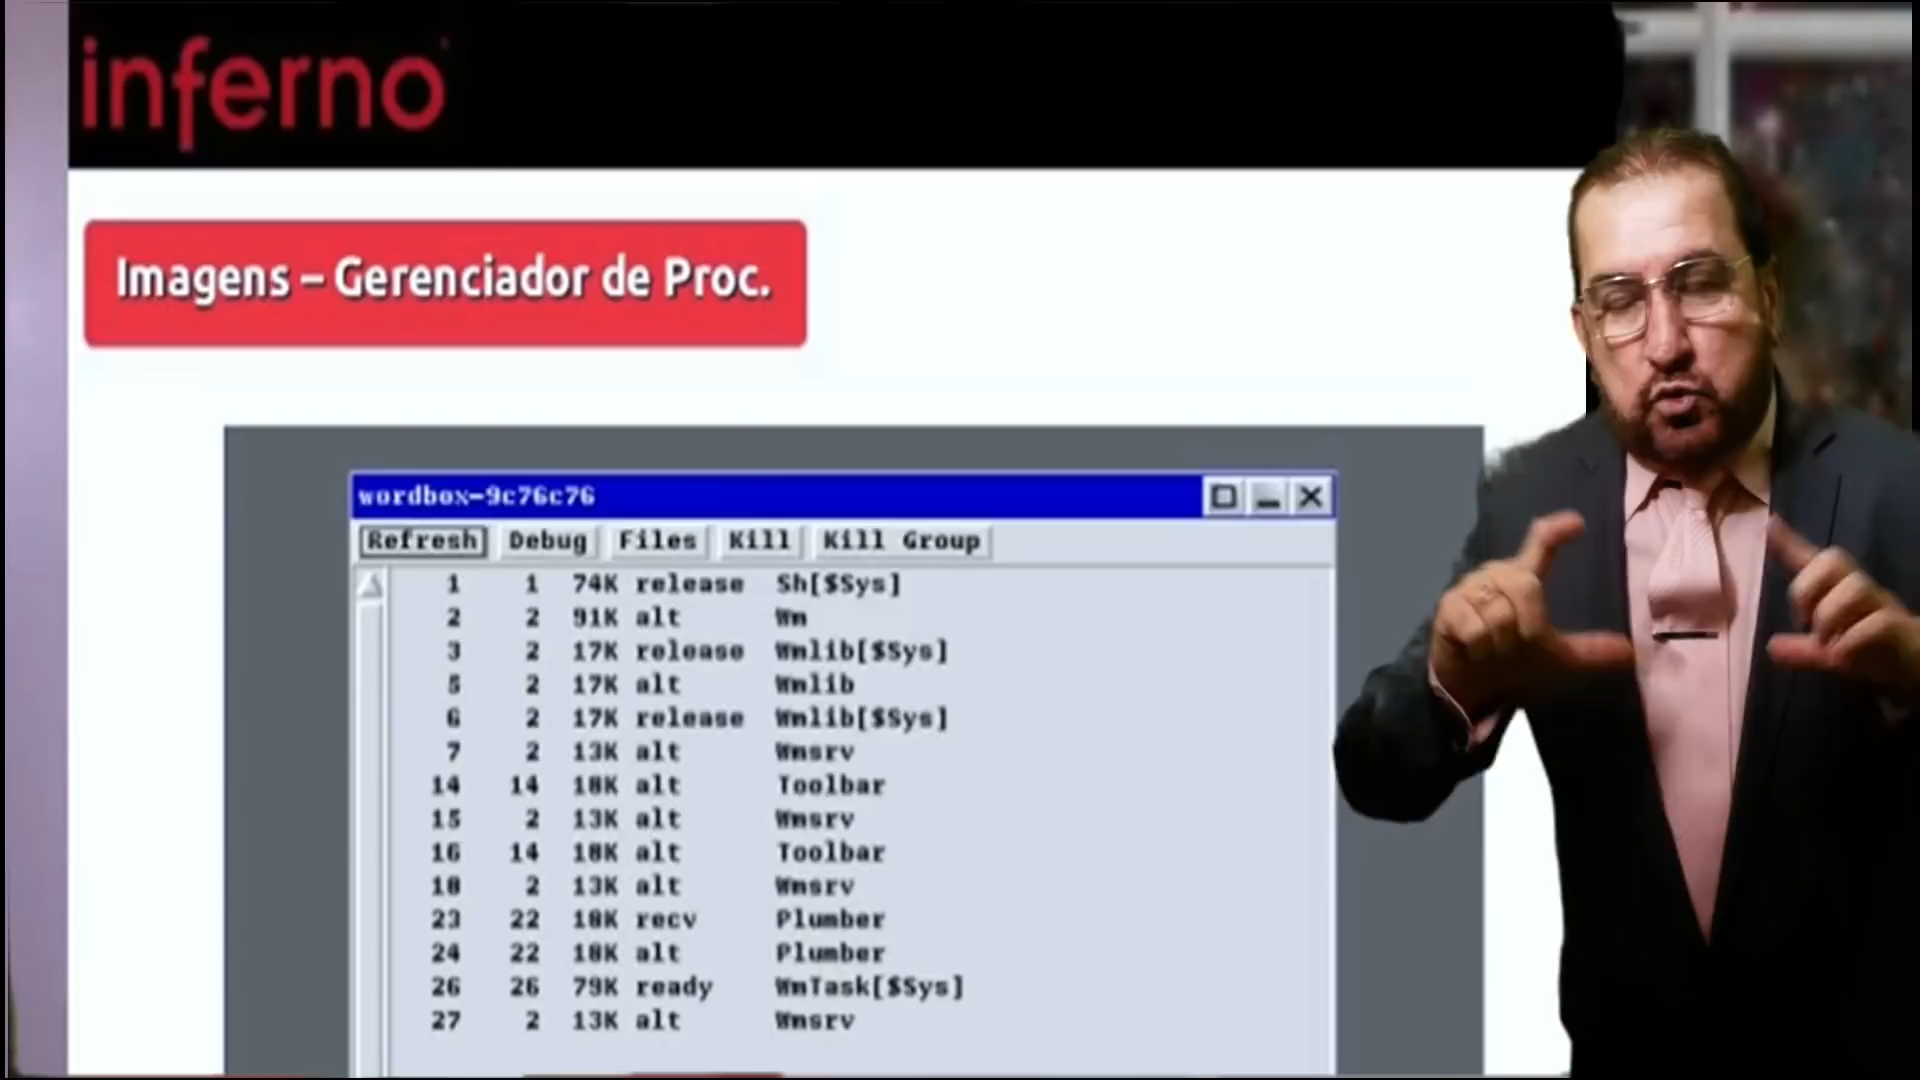 inferno
Imagens – Gerenciador de Proc.
wordbox-9c76c76
Refresh Debug Files Kill Kill Group
1 1 74K release Sh[$Sys]
2 2 91K alt Wm
3 2 17K release Wmlib[$Sys]
5 2 17K alt Wmlib
6 2 17K release Wmlib[$Sys]
7 2 13K alt Wmsrv
14 14 18K alt Toolbar
15 2 13K alt Wmsrv
16 14 18K alt Toolbar
18 2 13K alt Wmsrv
23 22 18K recv Plumber
24 22 18K alt Plumber
26 26 79K ready WmTask[$Sys]
27 2 13K alt Wmsrv